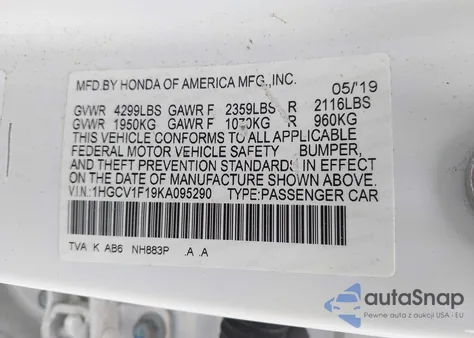 MFD.BY HONDA OF AMERICA MFG.,INC. 05/'19
GVWR 4299LBS GAWR F 2359LBS R 2116LBS
GVWR 1950KG GAWR F 1070KG R 960KG
THIS VEHICLE CONFORMS TO ALL APPLICABLE
FEDERAL MOTOR VEHICLE SAFETY BUMPER,
AND THEFT PREVENTION STANDARDS IN EFFECT
ON THE DATE OF MANUFACTURE SHOWN ABOVE.
V.I.N.:1HGCV1F19KA095290 TYPE:PASSENGER CAR
TVA K AB6 NH883P .A .A
autoSnap
Pewne auta z okazji USA i EU